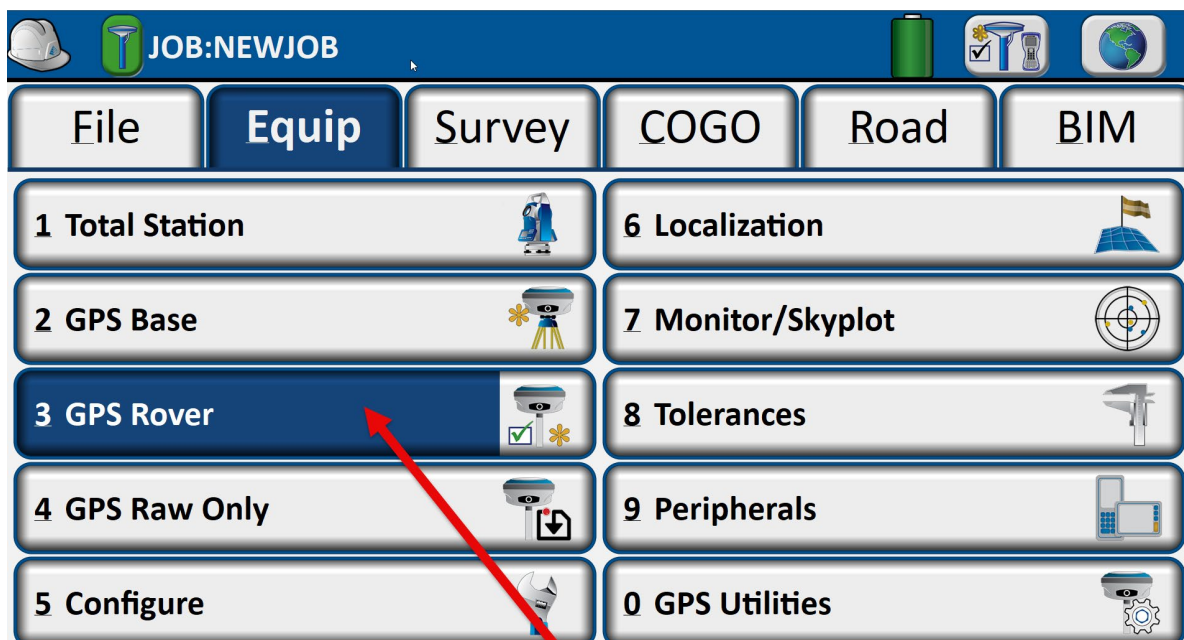 JOB:NEWJOB
File Equip Survey COGO Road BIM
1 Total Station
2 GPS Base
3 GPS Rover
4 GPS Raw Only
5 Configure
6 Localization
7 Monitor/Skyplot
8 Tolerances
9 Peripherals
0 GPS Utilities